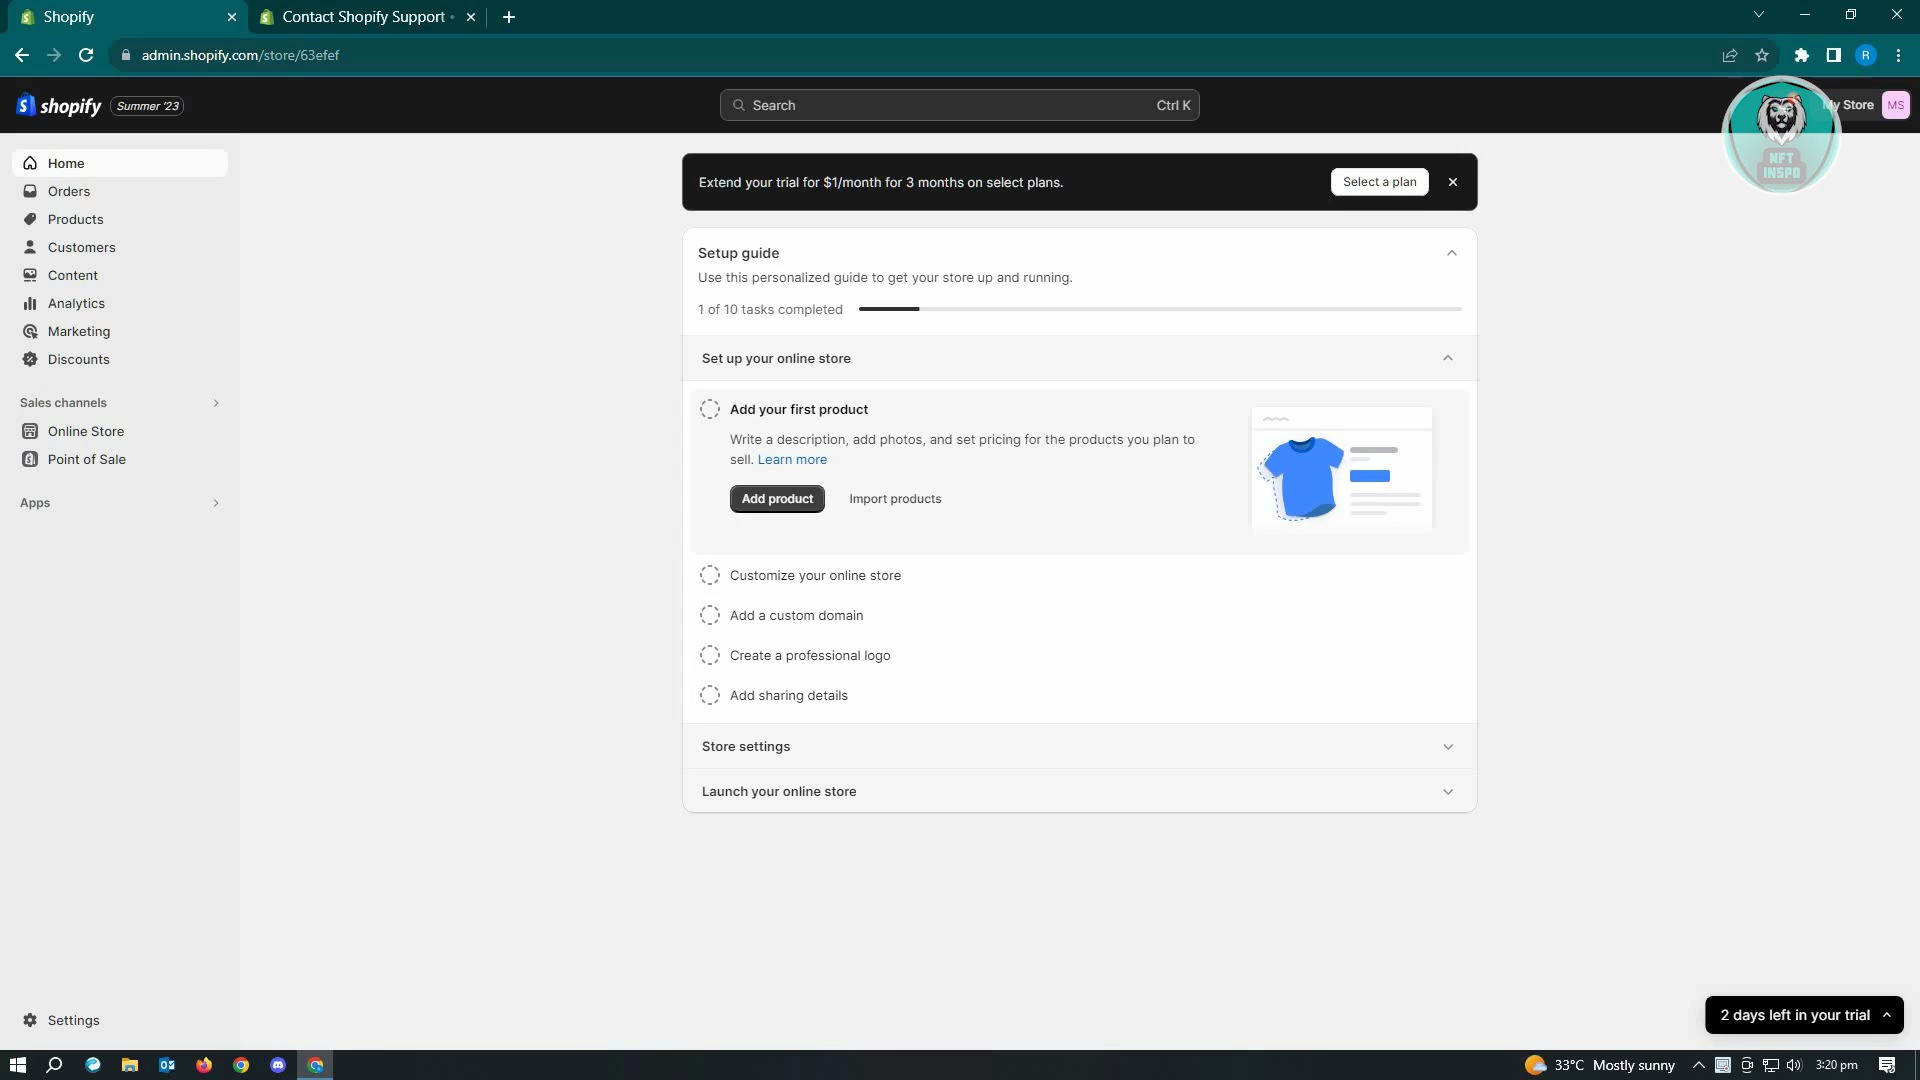 Shopify
Contact Shopify Support •
admin.shopify.com/store/63efef
R
shopify
Summer '23
Search
Ctrl K
My Store
MS
NFT
INSPO
Home
Orders
Products
Customers
Content
Analytics
Marketing
Discounts
Sales channels
Online Store
Point of Sale
Apps
Settings
Extend your trial for $1/month for 3 months on select plans.
Select a plan
Setup guide
Use this personalized guide to get your store up and running.
1 of 10 tasks completed
Set up your online store
Add your first product
Write a description, add photos, and set pricing for the products you plan to
sell. Learn more
Add product
Import products
Customize your online store
Add a custom domain
Create a professional logo
Add sharing details
Store settings
Launch your online store
2 days left in your trial
33°C Mostly sunny
3:20 pm